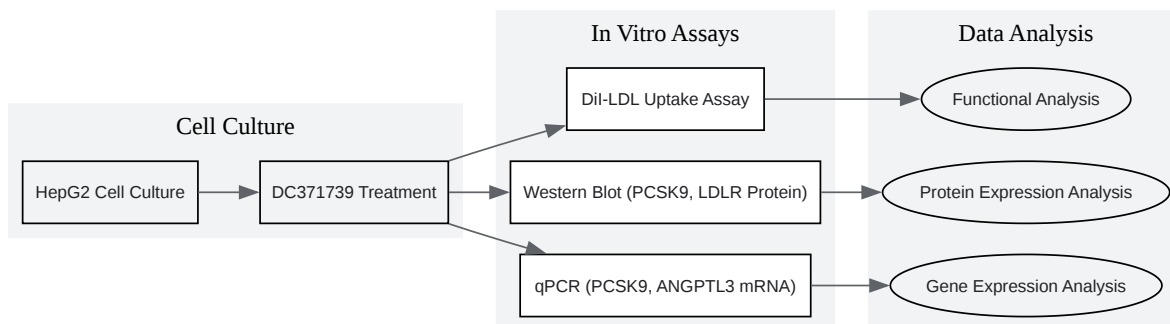 In Vitro Assays
Data Analysis
DiI-LDL Uptake Assay
Functional Analysis
Cell Culture
HepG2 Cell Culture
DC371739 Treatment
Western Blot (PCSK9, LDLR Protein)
Protein Expression Analysis
qPCR (PCSK9, ANGPTL3 mRNA)
Gene Expression Analysis